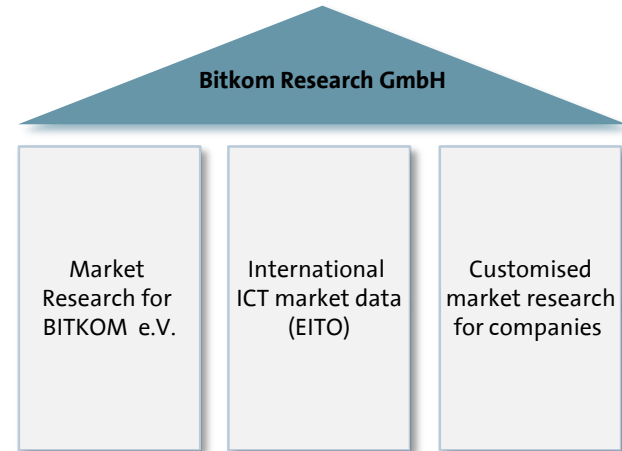 Bitkom Research GmbH
Market
Research for
BITKOM e.V.
International
ICT market data
(EITO)
Customised
market research
for companies